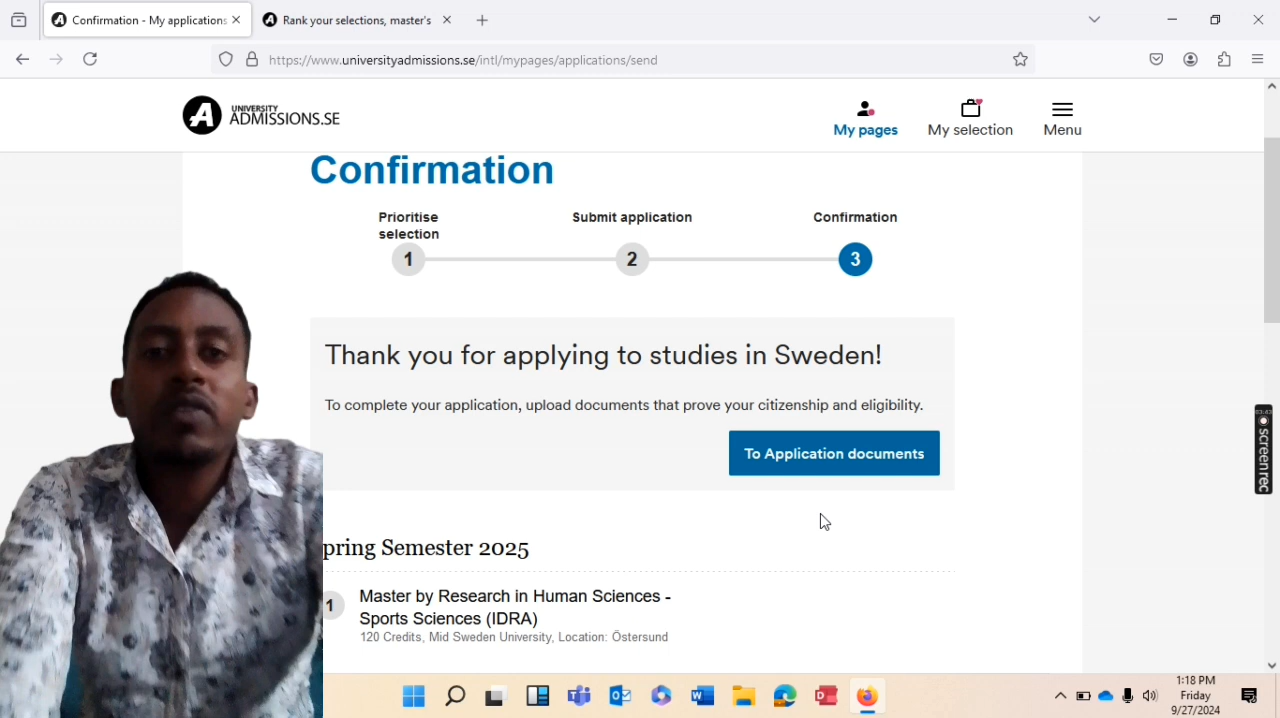 Confirmation - My applications
Rank your selections, master's
https://www.universityadmissions.se/intl/mypages/applications/send
A UNIVERSITY
ADMISSIONS.SE
My pages
My selection
Menu
Confirmation
Prioritise
selection
Submit application
Confirmation
1
2
3
Thank you for applying to studies in Sweden!
To complete your application, upload documents that prove your citizenship and eligibility.
To Application documents
pring Semester 2025
1
Master by Research in Human Sciences -
Sports Sciences (IDRA)
120 Credits, Mid Sweden University, Location: Östersund
screenrec
1:18 PM
Friday
9/27/2024